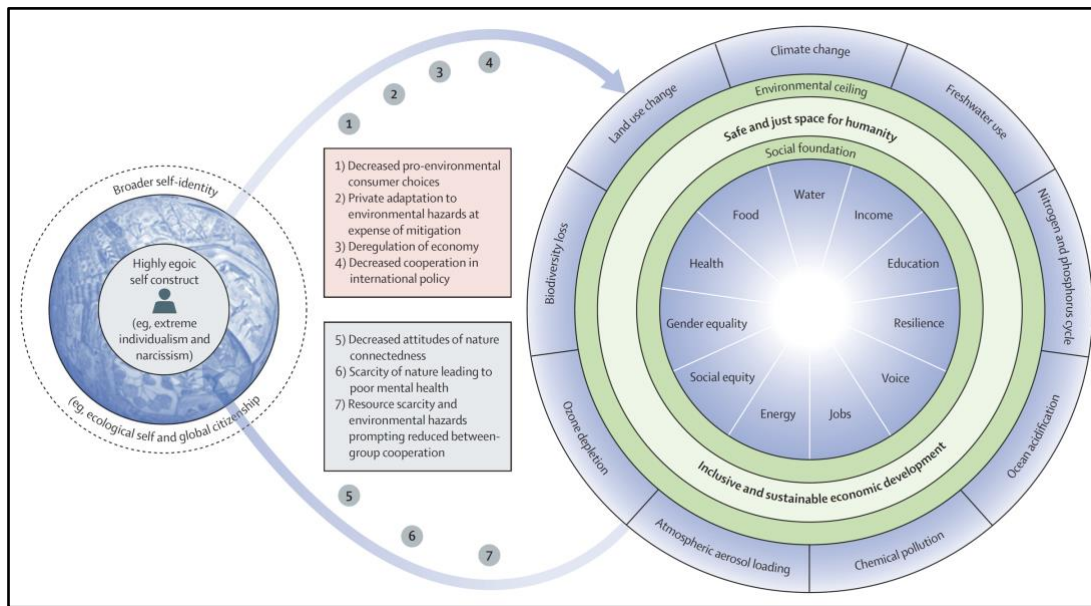 Broader self-identity
Highly egoic
self construct
(eg, extreme
individualism and
narcissism)
(eg, ecological self and global citizenship
1
2
3
4
1) Decreased pro-environmental
consumer choices
2) Private adaptation to
environmental hazards at
expense of mitigation
3) Deregulation of economy
4) Decreased cooperation in
international policy
5) Decreased attitudes of nature
connectedness
6) Scarcity of nature leading to
poor mental health
7) Resource scarcity and
environmental hazards
prompting reduced between-
group cooperation
5
6
7
Climate change
Freshwater use
Nitrogen and phosphorus cycle
Ocean acidification
Chemical pollution
Atmospheric aerosol loading
Ozone depletion
Biodiversity loss
Land use change
Environmental ceiling
Safe and just space for humanity
Social foundation
Water
Income
Education
Resilience
Voice
Jobs
Energy
Social equity
Gender equality
Health
Food
Inclusive and sustainable economic development